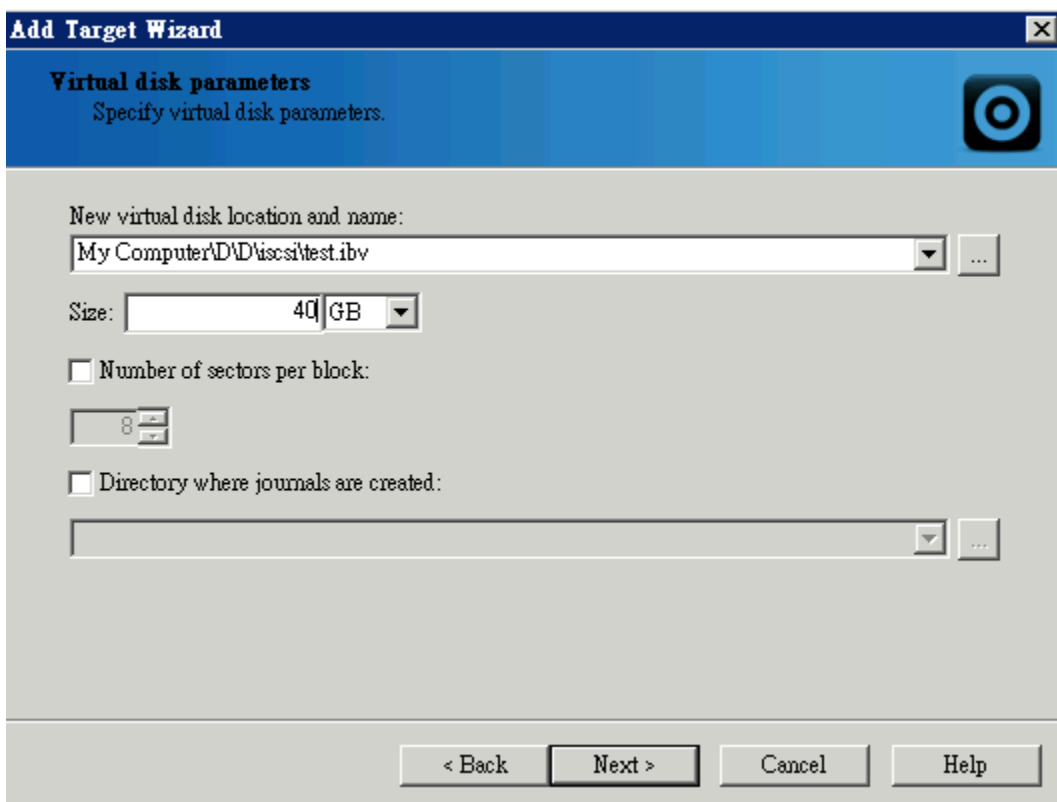 Add Target Wizard
Virtual disk parameters
Specify virtual disk parameters.
New virtual disk location and name:
My Computer\D\D\iscsi\test.ibv
...
Size: 40 GB
Number of sectors per block:
8
Directory where journals are created:
...
< Back Next > Cancel Help